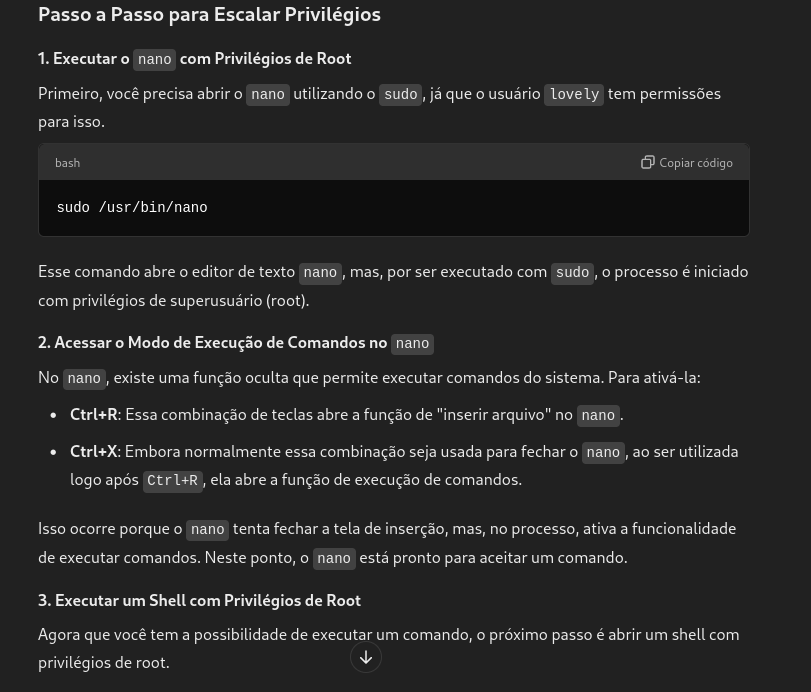 Passo a Passo para Escalar Privilégios
1. Executar o nano com Privilégios de Root
Primeiro, você precisa abrir o nano utilizando o sudo, já que o usuário lovely tem permissões
para isso.
bash Copiar código
sudo /usr/bin/nano
Esse comando abre o editor de texto nano, mas, por ser executado com sudo, o processo é iniciado
com privilégios de superusuário (root).
2. Acessar o Modo de Execução de Comandos no nano
No nano, existe uma função oculta que permite executar comandos do sistema. Para ativá-la:
• Ctrl+R: Essa combinação de teclas abre a função de "inserir arquivo" no nano.
• Ctrl+X: Embora normalmente essa combinação seja usada para fechar o nano, ao ser utilizada
logo após Ctrl+R, ela abre a função de execução de comandos.
Isso ocorre porque o nano tenta fechar a tela de inserção, mas, no processo, ativa a funcionalidade
de executar comandos. Neste ponto, o nano está pronto para aceitar um comando.
3. Executar um Shell com Privilégios de Root
Agora que você tem a possibilidade de executar um comando, o próximo passo é abrir um shell com
privilégios de root.